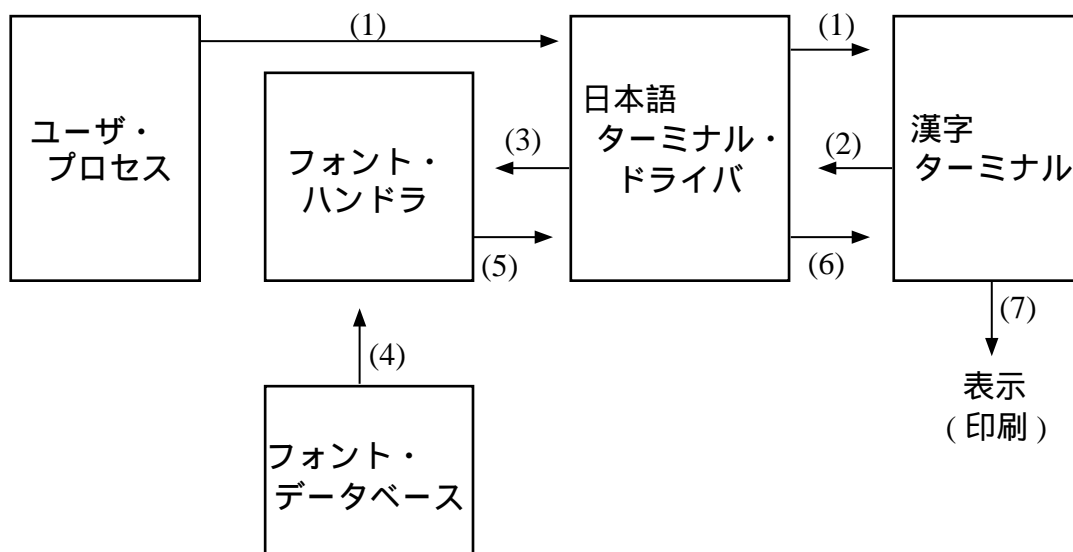 (1)
(1)
ユーザ・
プロセス
フォント・
ハンドラ
(3)
(5)
日本語
ターミナル・
ドライバ
(2)
(6)
漢字
ターミナル
(7)
(4)
表示
( 印刷 )
フォント・
データベース